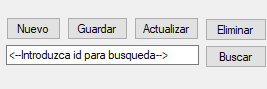 Nuevo Guardar Actualizar Eliminar
<--Introduzca id para busqueda--> Buscar